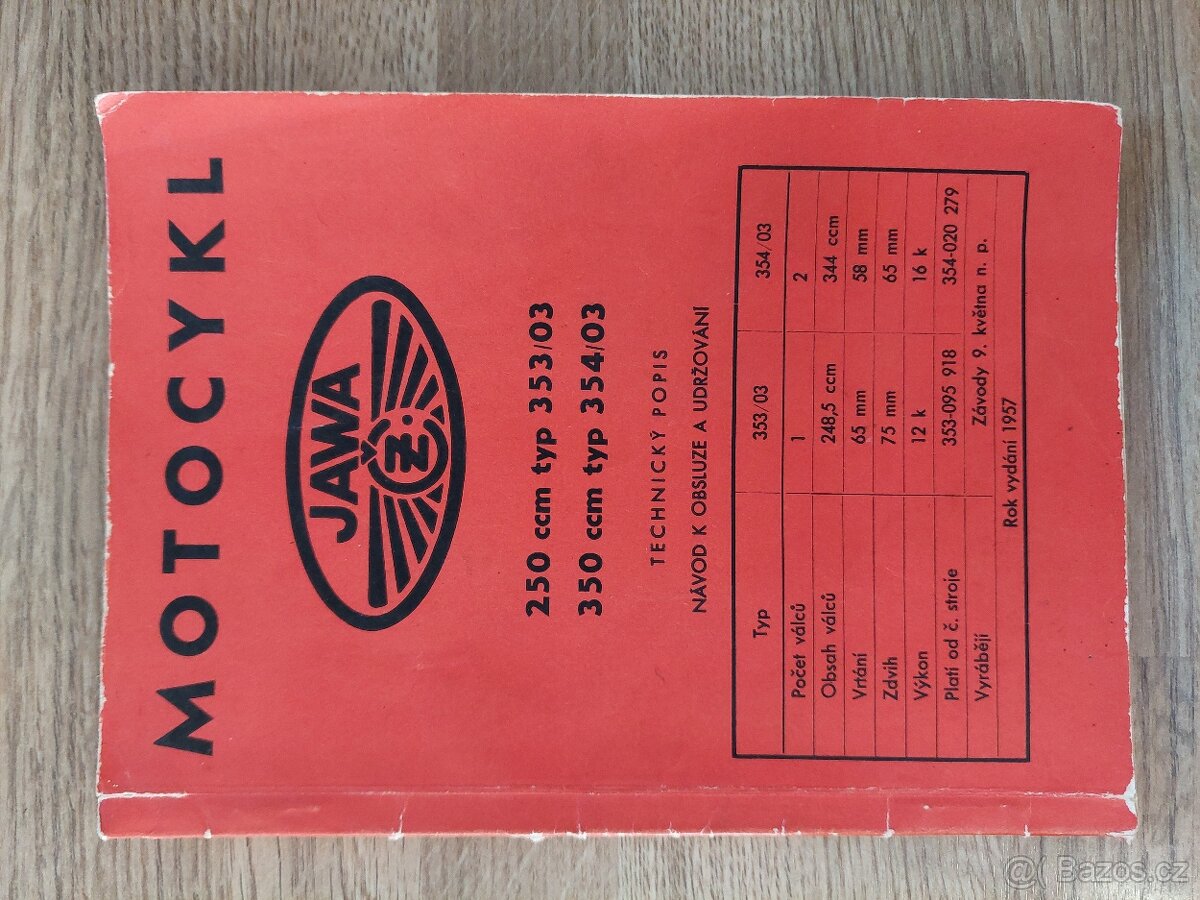 MOTOCYKL
JAWA
ČZ
250 ccm typ 353/03
350 ccm typ 354/03
TECHNICKÝ POPIS
NÁVOD K OBSLUZE A UDRŽOVÁNÍ
Typ 353/03 354/03
Počet válců 1 2
Obsah válců 248,5 ccm 344 ccm
Vrtání 65 mm 58 mm
Zdvih 75 mm 65 mm
Výkon 12 k 16 k
Platí od č. stroje 353-095 918 354-020 279
Vyrábějí Závody 9. května n. p.
Rok vydání 1957
@ Bazos.cz